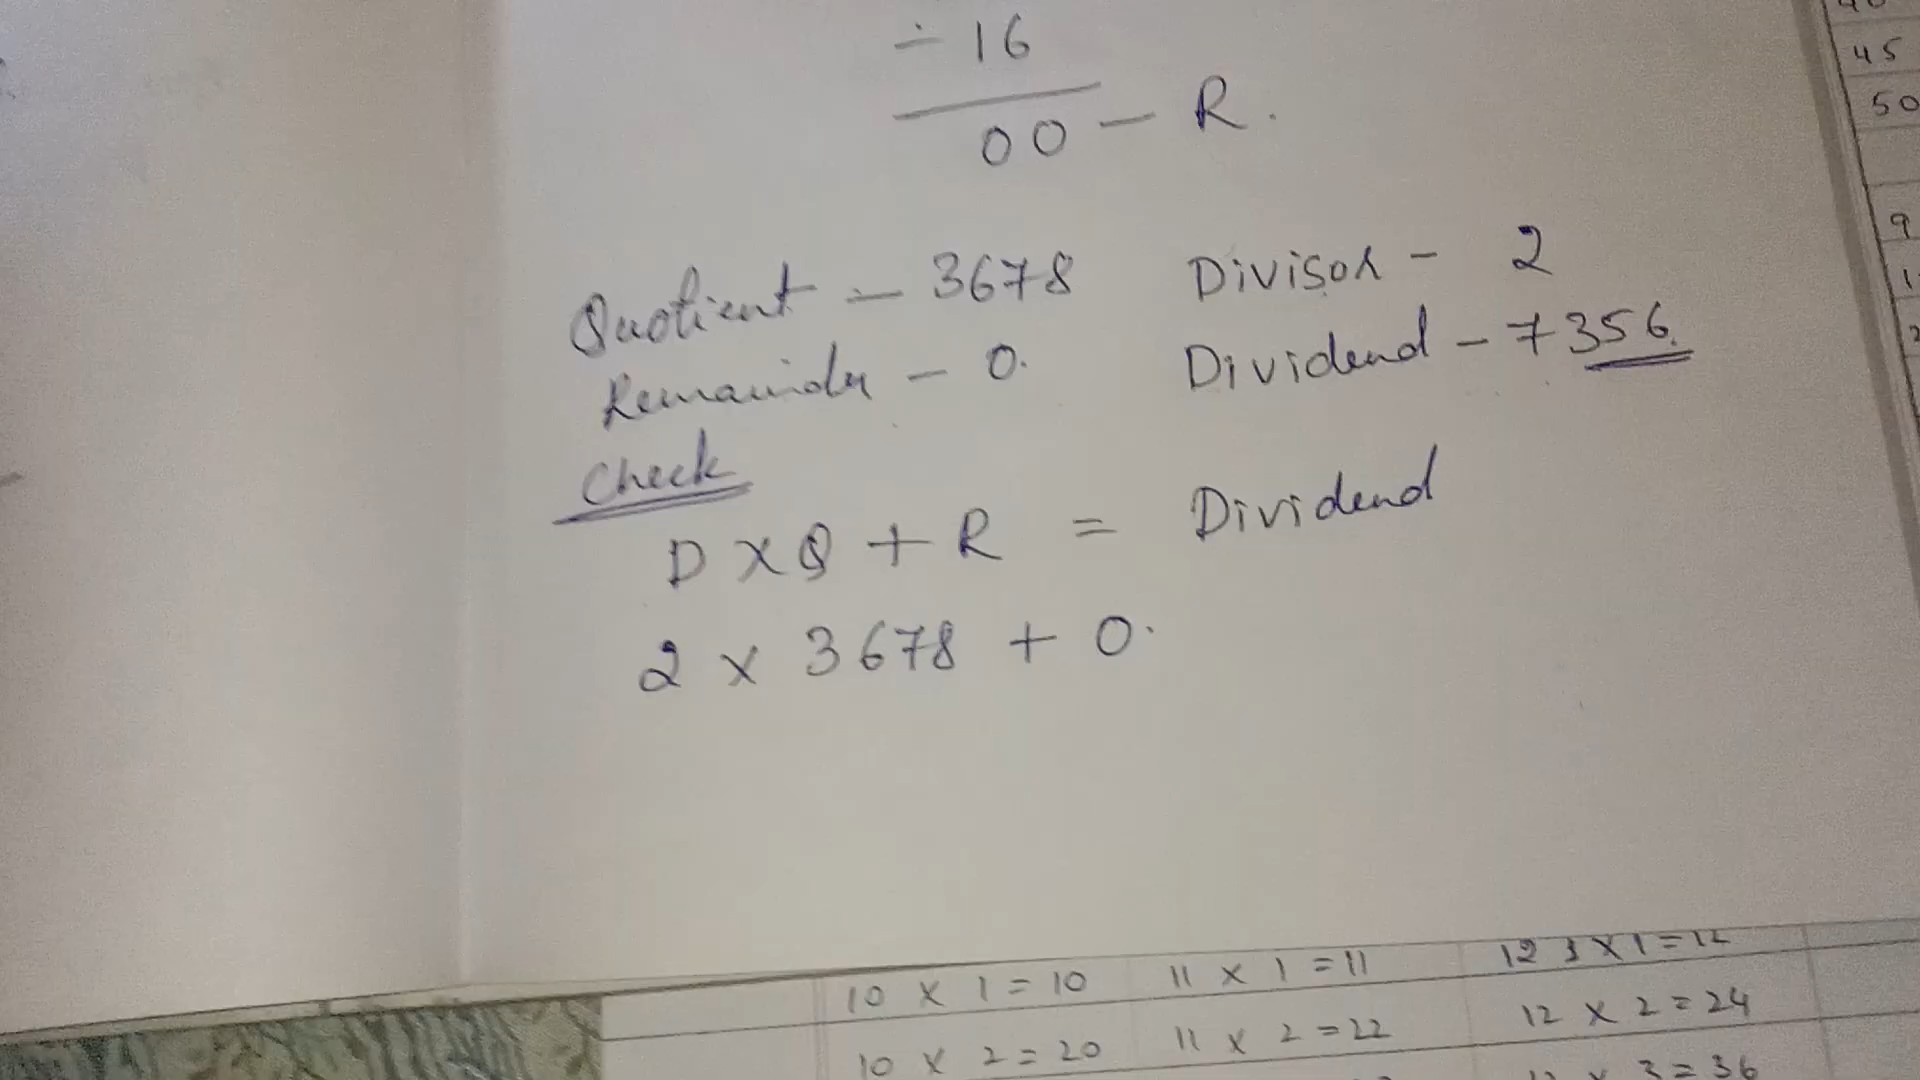 - 16
00 - R.
Quotient - 3678 Divisor - 2
Remainder - 0. Dividend - 7356.
Check
D x Q + R = Dividend
2 x 3678 + 0.
45
50
9
10 x 1 = 10 11 x 1 = 11 12 x 1 = 12
10 x 2 = 20 11 x 2 = 22 12 x 2 = 24
3 = 36